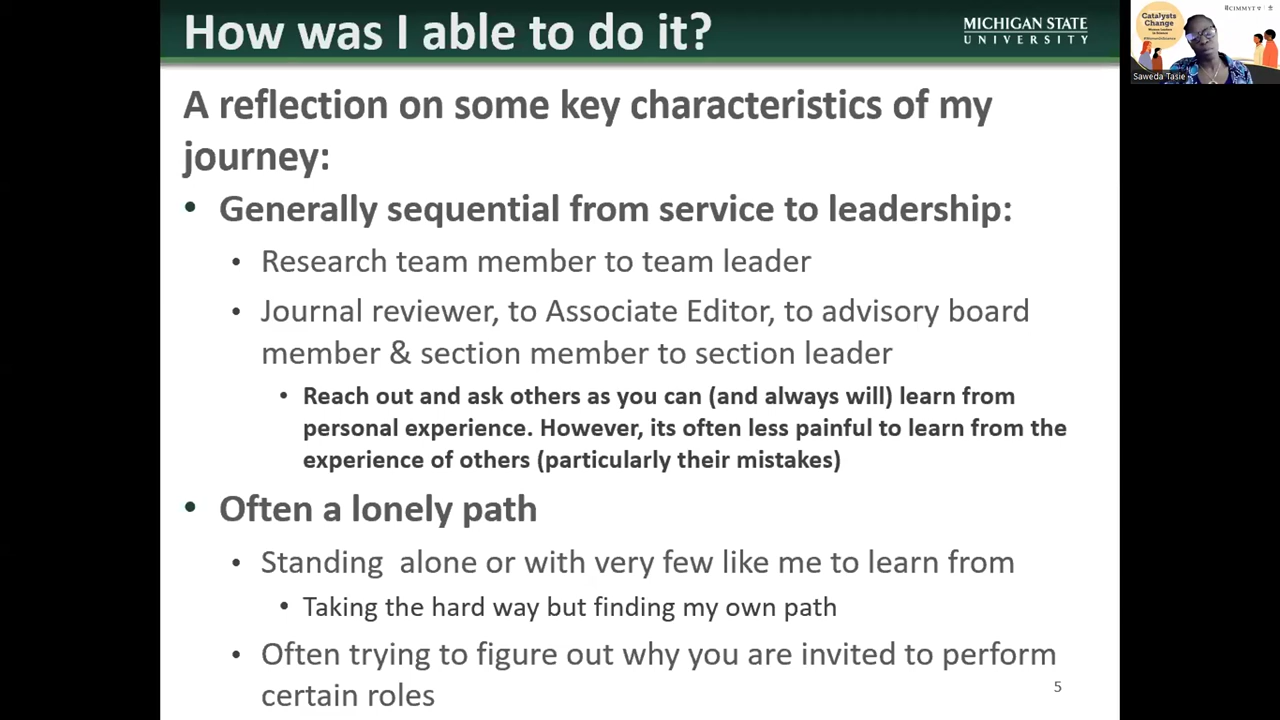 How was I able to do it?
MICHIGAN STATE
UNIVERSITY
A reflection on some key characteristics of my
journey:
• Generally sequential from service to leadership:
• Research team member to team leader
• Journal reviewer, to Associate Editor, to advisory board
member & section member to section leader
• Reach out and ask others as you can (and always will) learn from
personal experience. However, its often less painful to learn from the
experience of others (particularly their mistakes)
• Often a lonely path
• Standing  alone or with very few like me to learn from
• Taking the hard way but finding my own path
• Often trying to figure out why you are invited to perform
certain roles
5
CIMMYT
Catalysts
Change
Women Leaders
in Science
Saweda Tasie